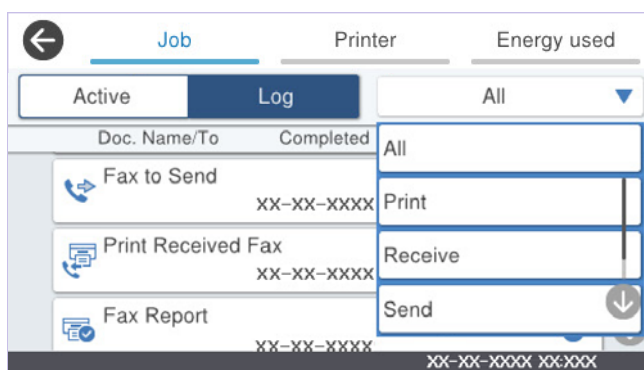 Job Printer Energy used
Active Log All
Doc. Name/To Completed
All
Fax to Send
XX-XX-XXXX
Print
Print Received Fax
XX-XX-XXXX
Receive
Fax Report
XX-XX-XXXX
Send
XX-XX-XXXX XX:XXX